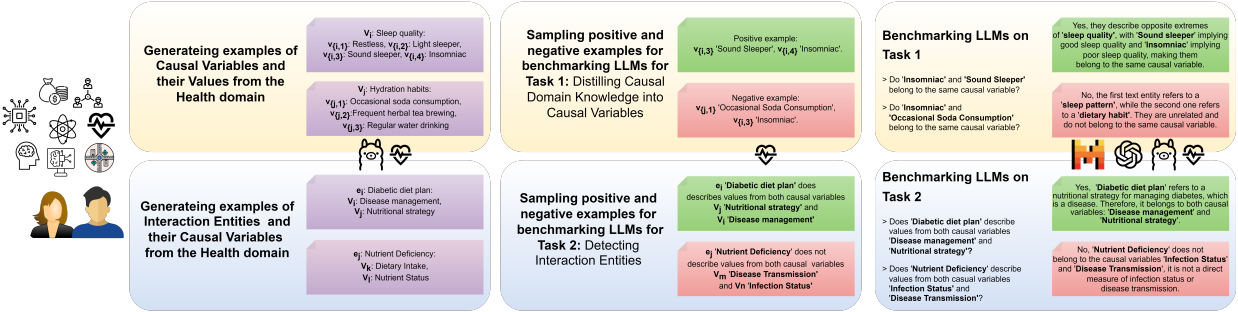 Generateing examples of
Causal Variables and
their Values from the
Health domain
Vi: Sleep quality:
v{i,1}: Restless, v{i,2}: Light sleeper,
v{i,3}: Sound sleeper, v{i,4}: Insomniac
Vj: Hydration habits:
v{j,1}: Occasional soda consumption,
v{j,2}:Frequent herbal tea brewing,
v{j,3}: Regular water drinking
Sampling positive and
negative examples for
benchmarking LLMs for
Task 1: Distilling Causal
Domain Knowledge into
Causal Variables
Positive example:
v{i,3} 'Sound Sleeper', v{i,4} 'Insomniac'.
Negative example:
v{j,1} 'Occasional Soda Consumption',
v{i,3} 'Insomniac'.
Benchmarking LLMs on
Task 1
> Do 'Insomniac' and 'Sound Sleeper'
belong to the same causal variable?
> Do 'Insomniac' and
'Occasional Soda Consumption'
belong to the same causal variable?
Yes, they describe opposite extremes
of 'sleep quality', with 'Sound sleeper' implying
good sleep quality and 'Insomniac' implying
poor sleep quality, making them
belong to the same causal variable.
No, the first text entity refers to a
'sleep pattern', while the second one refers
to a 'dietary habit'. They are unrelated and
do not belong to the same causal variable.
Generateing examples of
Interaction Entities and
their Causal Variables
from the Health domain
ei: Diabetic diet plan:
Vi: Disease management,
Vj: Nutritional strategy
ej: Nutrient Deficiency:
Vk: Dietary Intake,
Vl: Nutrient Status
Sampling positive and
negative examples for
benchmarking LLMs for
Task 2: Detecting
Interaction Entities
ei 'Diabetic diet plan' does
describes values from both causal variables
Vj 'Nutritional strategy' and
Vi 'Disease management'
ej 'Nutrient Deficiency' does not
describe values from both causal variables
Vm 'Disease Transmission'
and Vn 'Infection Status'
Benchmarking LLMs on
Task 2
> Does 'Diabetic diet plan' describe
values from both causal variables
'Disease management' and
'Nutritional strategy'?
> Does 'Nutrient Deficiency' describe
values from both causal variables
'Infection Status' and
'Disease Transmission'?
Yes, 'Diabetic diet plan' refers to a
nutritional strategy for managing diabetes, which
is a disease. Therefore, it belongs to both causal
variables: 'Disease management' and
'Nutritional strategy'.
No, 'Nutrient Deficiency' does not
belong to the causal variables 'Infection Status'
and 'Disease Transmission', it is not a direct
measure of infection status or
disease transmission.